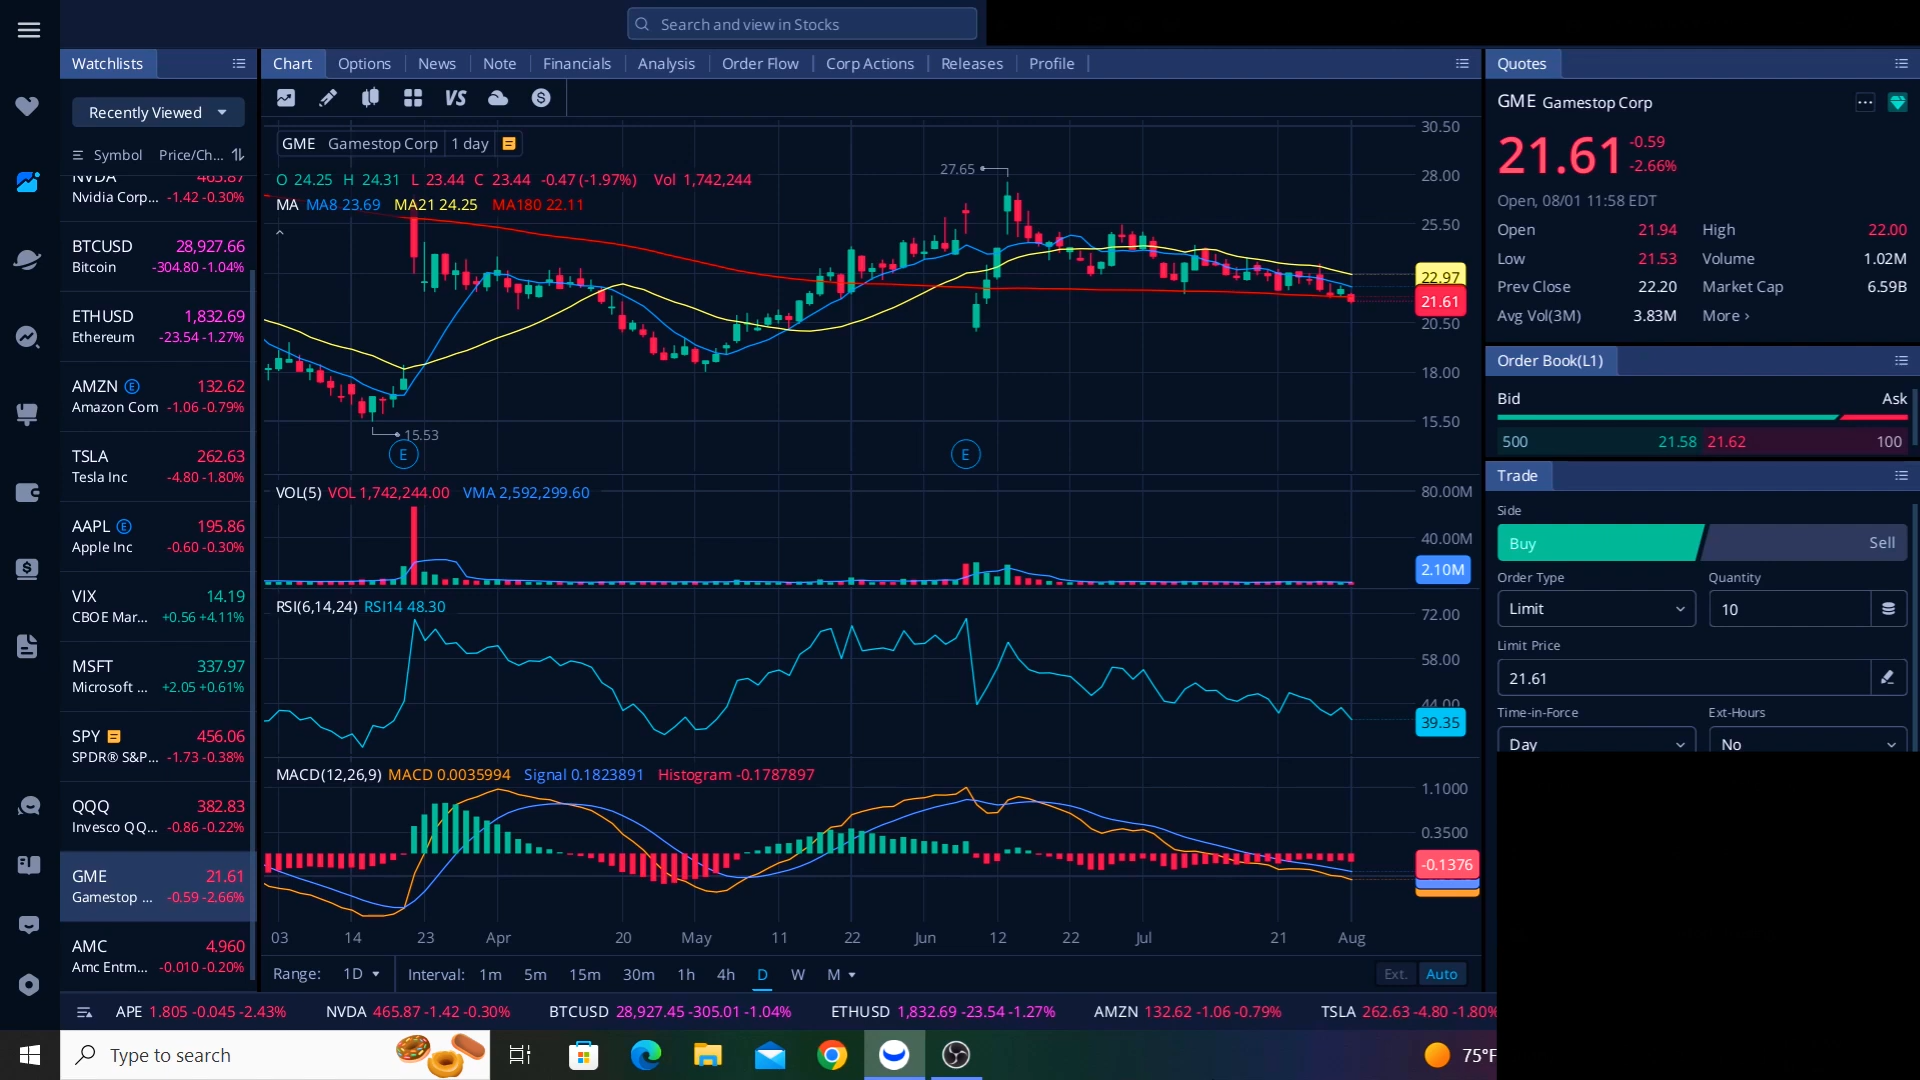 Search and view in Stocks
Watchlists
Recently Viewed
Symbol Price/Ch...
NVDA 465.87
Nvidia Corp... -1.42 -0.30%
BTCUSD 28,927.66
Bitcoin -304.80 -1.04%
ETHUSD 1,832.69
Ethereum -23.54 -1.27%
AMZN E 132.62
Amazon Com -1.06 -0.79%
TSLA 262.63
Tesla Inc -4.80 -1.80%
AAPL E 195.86
Apple Inc -0.60 -0.30%
VIX 14.19
CBOE Mar... +0.56 +4.11%
MSFT 337.97
Microsoft ... +2.05 +0.61%
SPY 456.06
SPDR® S&P... -1.73 -0.38%
QQQ 382.83
Invesco QQ... -0.86 -0.22%
GME 21.61
Gamestop ... -0.59 -2.66%
AMC 4.960
Amc Entm... -0.010 -0.20%
Chart Options News Note Financials Analysis Order Flow Corp Actions Releases Profile
VS
GME Gamestop Corp 1 day
O 24.25 H 24.31 L 23.44 C 23.44 -0.47 (-1.97%) Vol 1,742,244
MA MA8 23.69 MA21 24.25 MA180 22.11
27.65
15.53
E E
30.50
28.00
25.50
22.97
21.61
20.50
18.00
15.50
VOL(5) VOL 1,742,244.00 VMA 2,592,299.60
80.00M
40.00M
2.10M
RSI(6,14,24) RSI14 48.30
72.00
58.00
44.00
39.35
MACD(12,26,9) MACD 0.0035994 Signal 0.1823891 Histogram -0.1787897
1.1000
0.3500
-0.1376
03 14 23 Apr 20 May 11 22 Jun 12 22 Jul 21 Aug
Range: 1D Interval: 1m 5m 15m 30m 1h 4h D W M Ext. Auto
Quotes
GME Gamestop Corp
21.61 -0.59
-2.66%
Open, 08/01 11:58 EDT
Open 21.94 High 22.00
Low 21.53 Volume 1.02M
Prev Close 22.20 Market Cap 6.59B
Avg Vol(3M) 3.83M More ›
Order Book(L1)
Bid Ask
500 21.58 21.62 100
Trade
Side
Buy Sell
Order Type Quantity
Limit 10
Limit Price
21.61
Time-in-Force Ext-Hours
Day No
APE 1.805 -0.045 -2.43% NVDA 465.87 -1.42 -0.30% BTCUSD 28,927.45 -305.01 -1.04% ETHUSD 1,832.69 -23.54 -1.27% AMZN 132.62 -1.06 -0.79% TSLA 262.63 -4.80 -1.80%
Type to search 75°F